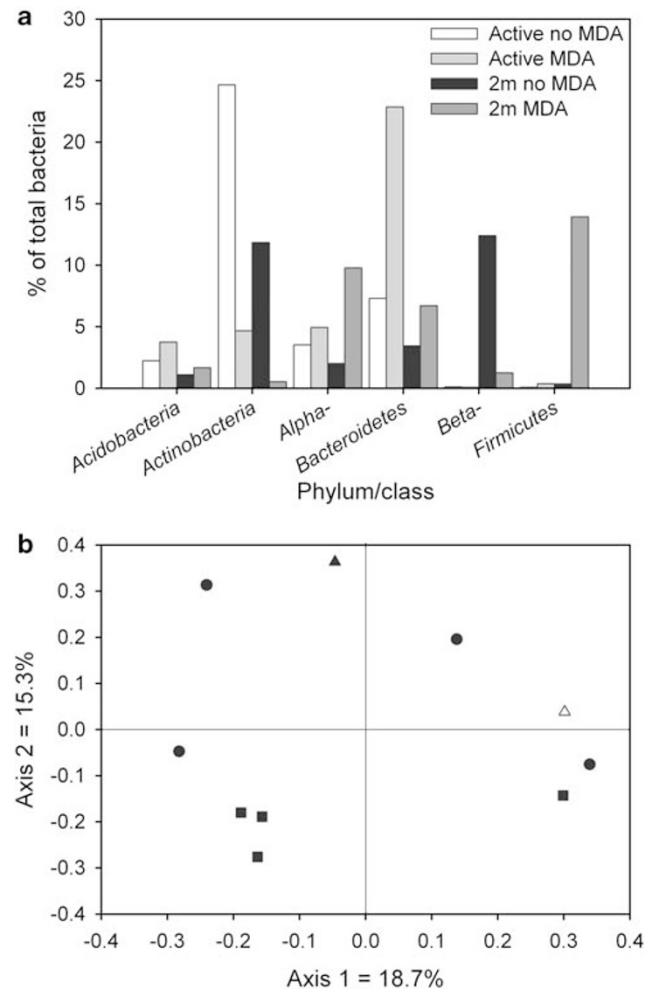 a
30
25
20
15
10
5
0
% of total bacteria
Active no MDA
Active MDA
2m no MDA
2m MDA
Acidobacteria
Actinobacteria
Alpha-
Bacteroidetes
Beta-
Firmicutes
Phylum/class
b
0.4
0.3
0.2
0.1
0.0
-0.1
-0.2
-0.3
-0.4
Axis 2 = 15.3%
-0.4 -0.3 -0.2 -0.1 0.0 0.1 0.2 0.3 0.4
Axis 1 = 18.7%